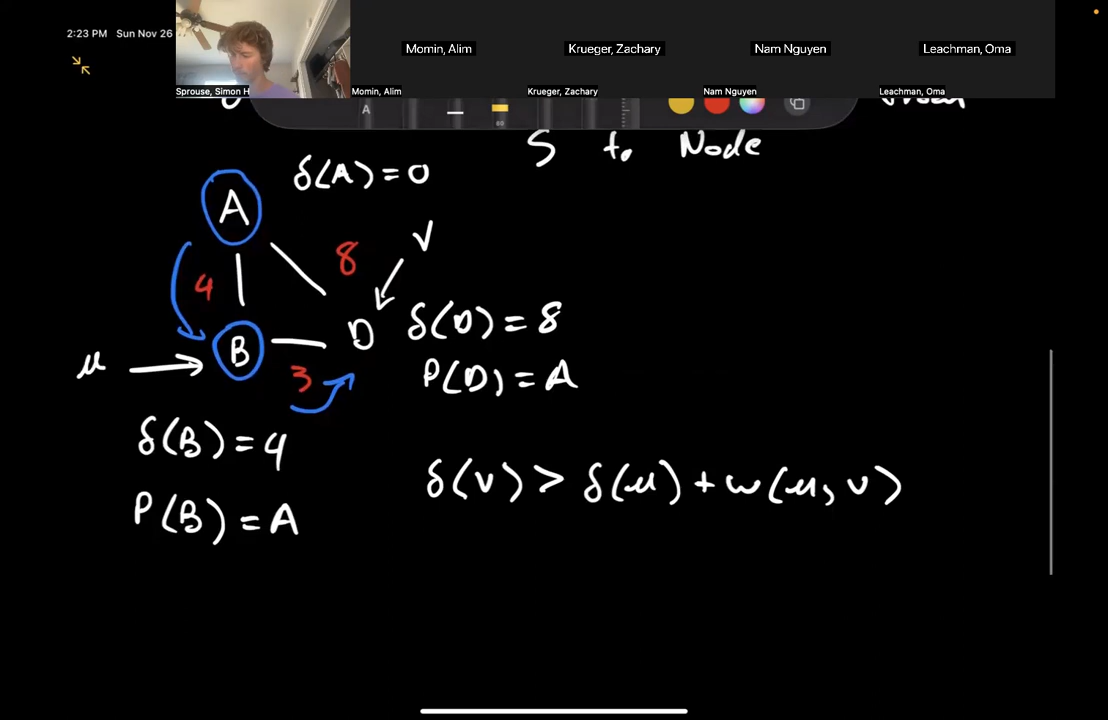 2:23 PM Sun Nov 26
Momin, Alim
Krueger, Zachary
Nam Nguyen
Leachman, Oma
Sprouse, Simon H
Momin, Alim
Krueger, Zachary
Nam Nguyen
Leachman, Oma
A
S to Node
δ(A)=0
A
v
8
4
D
δ(D)=8
B
μ
3
P(D)=A
δ(B)=4
δ(v)>δ(μ)+w(μ,v)
P(B)=A